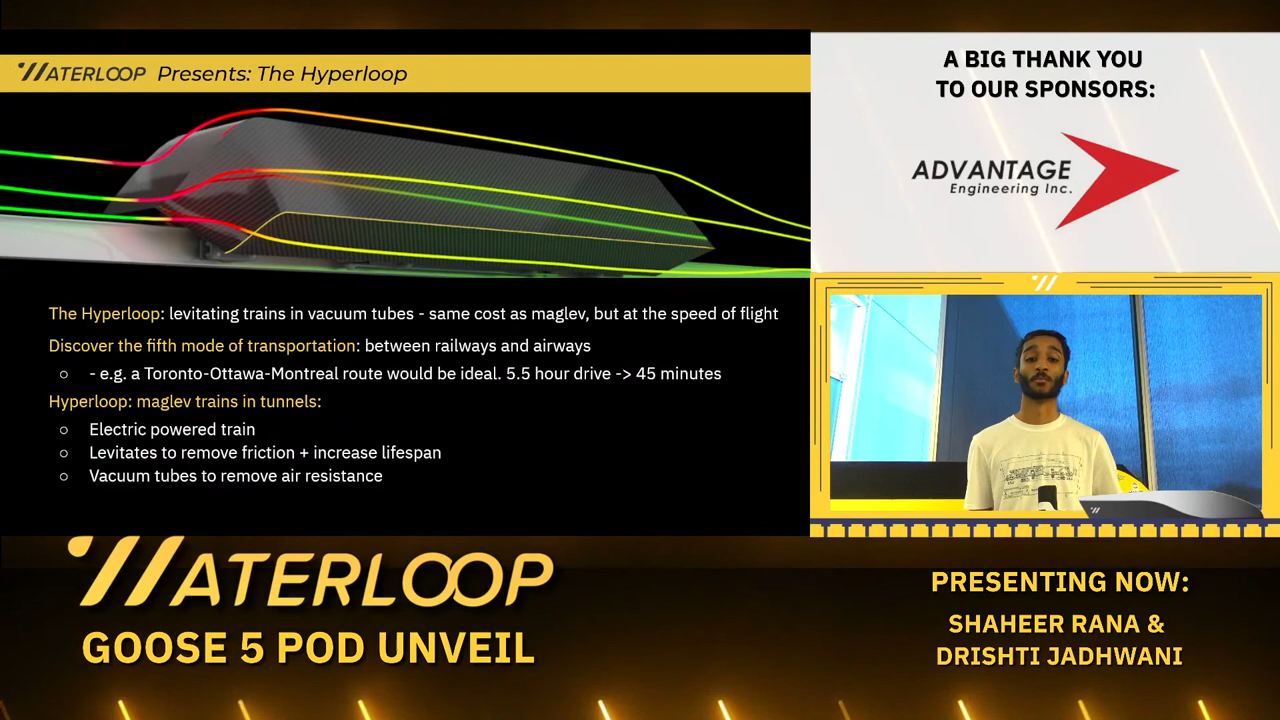 WATERLOOP Presents: The Hyperloop
The Hyperloop: levitating trains in vacuum tubes - same cost as maglev, but at the speed of flight
Discover the fifth mode of transportation: between railways and airways
○ - e.g. a Toronto-Ottawa-Montreal route would be ideal. 5.5 hour drive -> 45 minutes
Hyperloop: maglev trains in tunnels:
○ Electric powered train
○ Levitates to remove friction + increase lifespan
○ Vacuum tubes to remove air resistance
A BIG THANK YOU
TO OUR SPONSORS:
ADVANTAGE
Engineering Inc.
WATERLOOP
GOOSE 5 POD UNVEIL
PRESENTING NOW:
SHAHEER RANA &
DRISHTI JADHWANI